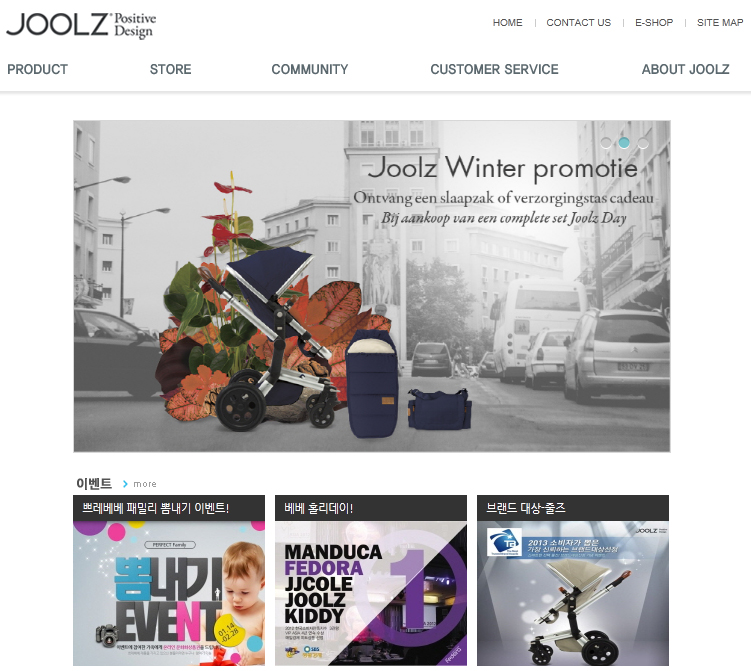 JOOLZ Positive Design
HOME
CONTACT US
E-SHOP
SITE MAP
PRODUCT
STORE
COMMUNITY
CUSTOMER SERVICE
ABOUT JOOLZ
Joolz Winter promotie
Ontvang een slaapzak of verzorgingstas cadeau
Bij aankoop van een complete set Joolz Day
이벤트
more
쁘레베베 패밀리 뽐내기 이벤트!
PERFECT Family
뽐내기
EVENT
01.14
02.28
베베 홀리데이!
MANDUCA
FEDORA
JJCOLE
JOOLZ
KIDDY
1
SBS
fedora
브랜드 대상-줄즈
JOOLZ
2013 소비자가 뽑은
가장 신뢰하는 브랜드대상선정